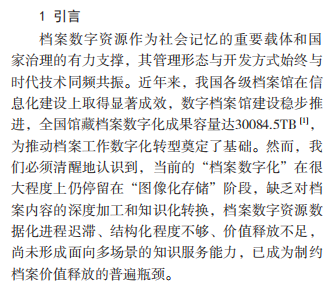 1 引言
档案数字资源作为社会记忆的重要载体和国
家治理的有力支撑，其管理形态与开发方式始终与
时代技术同频共振。近年来，我国各级档案馆在信
息化建设上取得显著成效，数字档案馆建设稳步推
进，全国馆藏档案数字化成果容量达30084.5TB [1]，
为推动档案工作数字化转型奠定了基础。然而，我
们必须清醒地认识到，当前的“档案数字化”在很
大程度上仍停留在“图像化存储”阶段，缺乏对档
案内容的深度加工和知识化转换，档案数字资源数
据化进程迟滞、结构化程度不够、价值释放不足，
尚未形成面向多场景的知识服务能力，已成为制约
档案价值释放的普遍瓶颈。